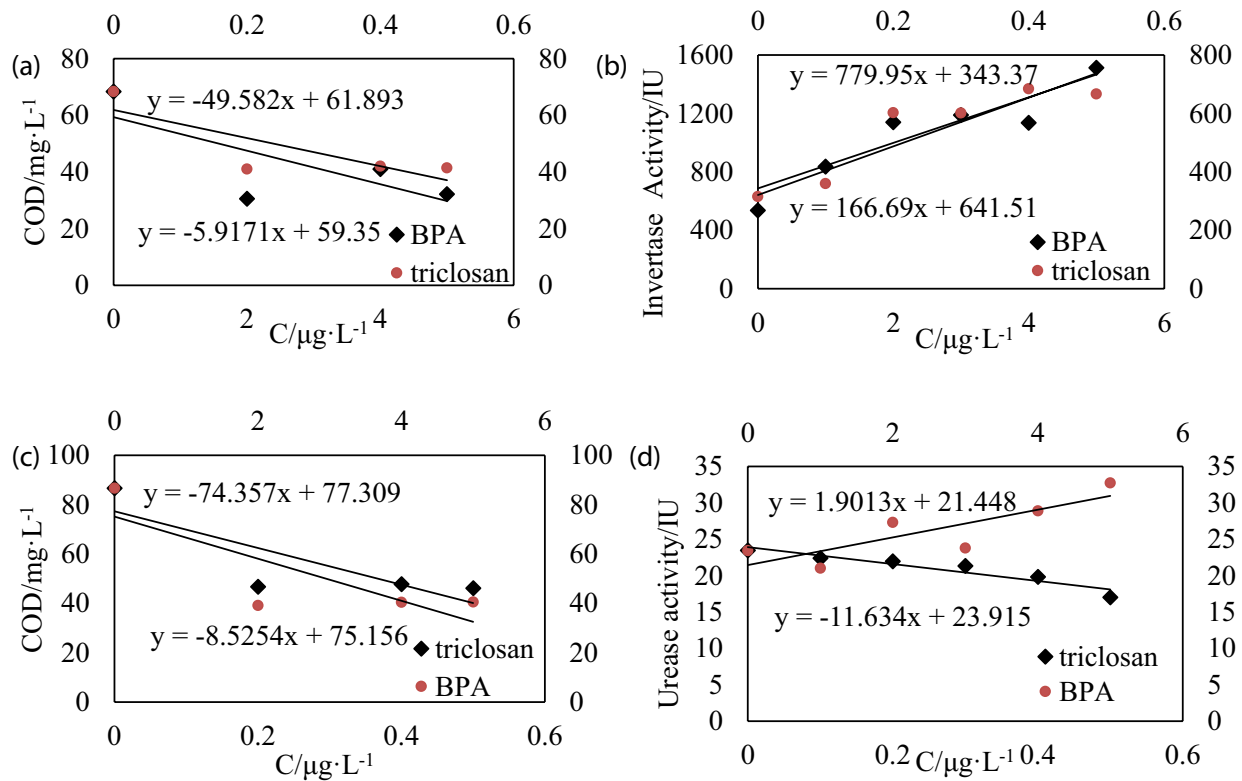 0 0.2 0.4 0.6
(a)
80 80
y = -49.582x + 61.893
60 60
COD/mg·L-1
40 40
y = -5.9171x + 59.35
BPA
20 20
triclosan
0 0
0 2 4 6
C/μg·L-1
0 0.2 0.4 0.6
(b)
1600 800
y = 779.95x + 343.37
1200 600
Invertase Activity/IU
800 400
y = 166.69x + 641.51
400 200
BPA
triclosan
0 0
0 2 4 6
C/μg·L-1
0 2 4 6
(c)
100 100
y = -74.357x + 77.309
80 80
COD/mg·L-1
60 60
40 40
y = -8.5254x + 75.156
triclosan
20 20
BPA
0 0
0 0.2 0.4 0.6
C/μg·L-1
0 2 4 6
(d)
35 35
30 30
y = 1.9013x + 21.448
25 25
Urease activity/IU
20 20
15 15
y = -11.634x + 23.915
10 10
triclosan
5 5
BPA
0 0
0 0.2 0.4 0.6
C/μg·L-1